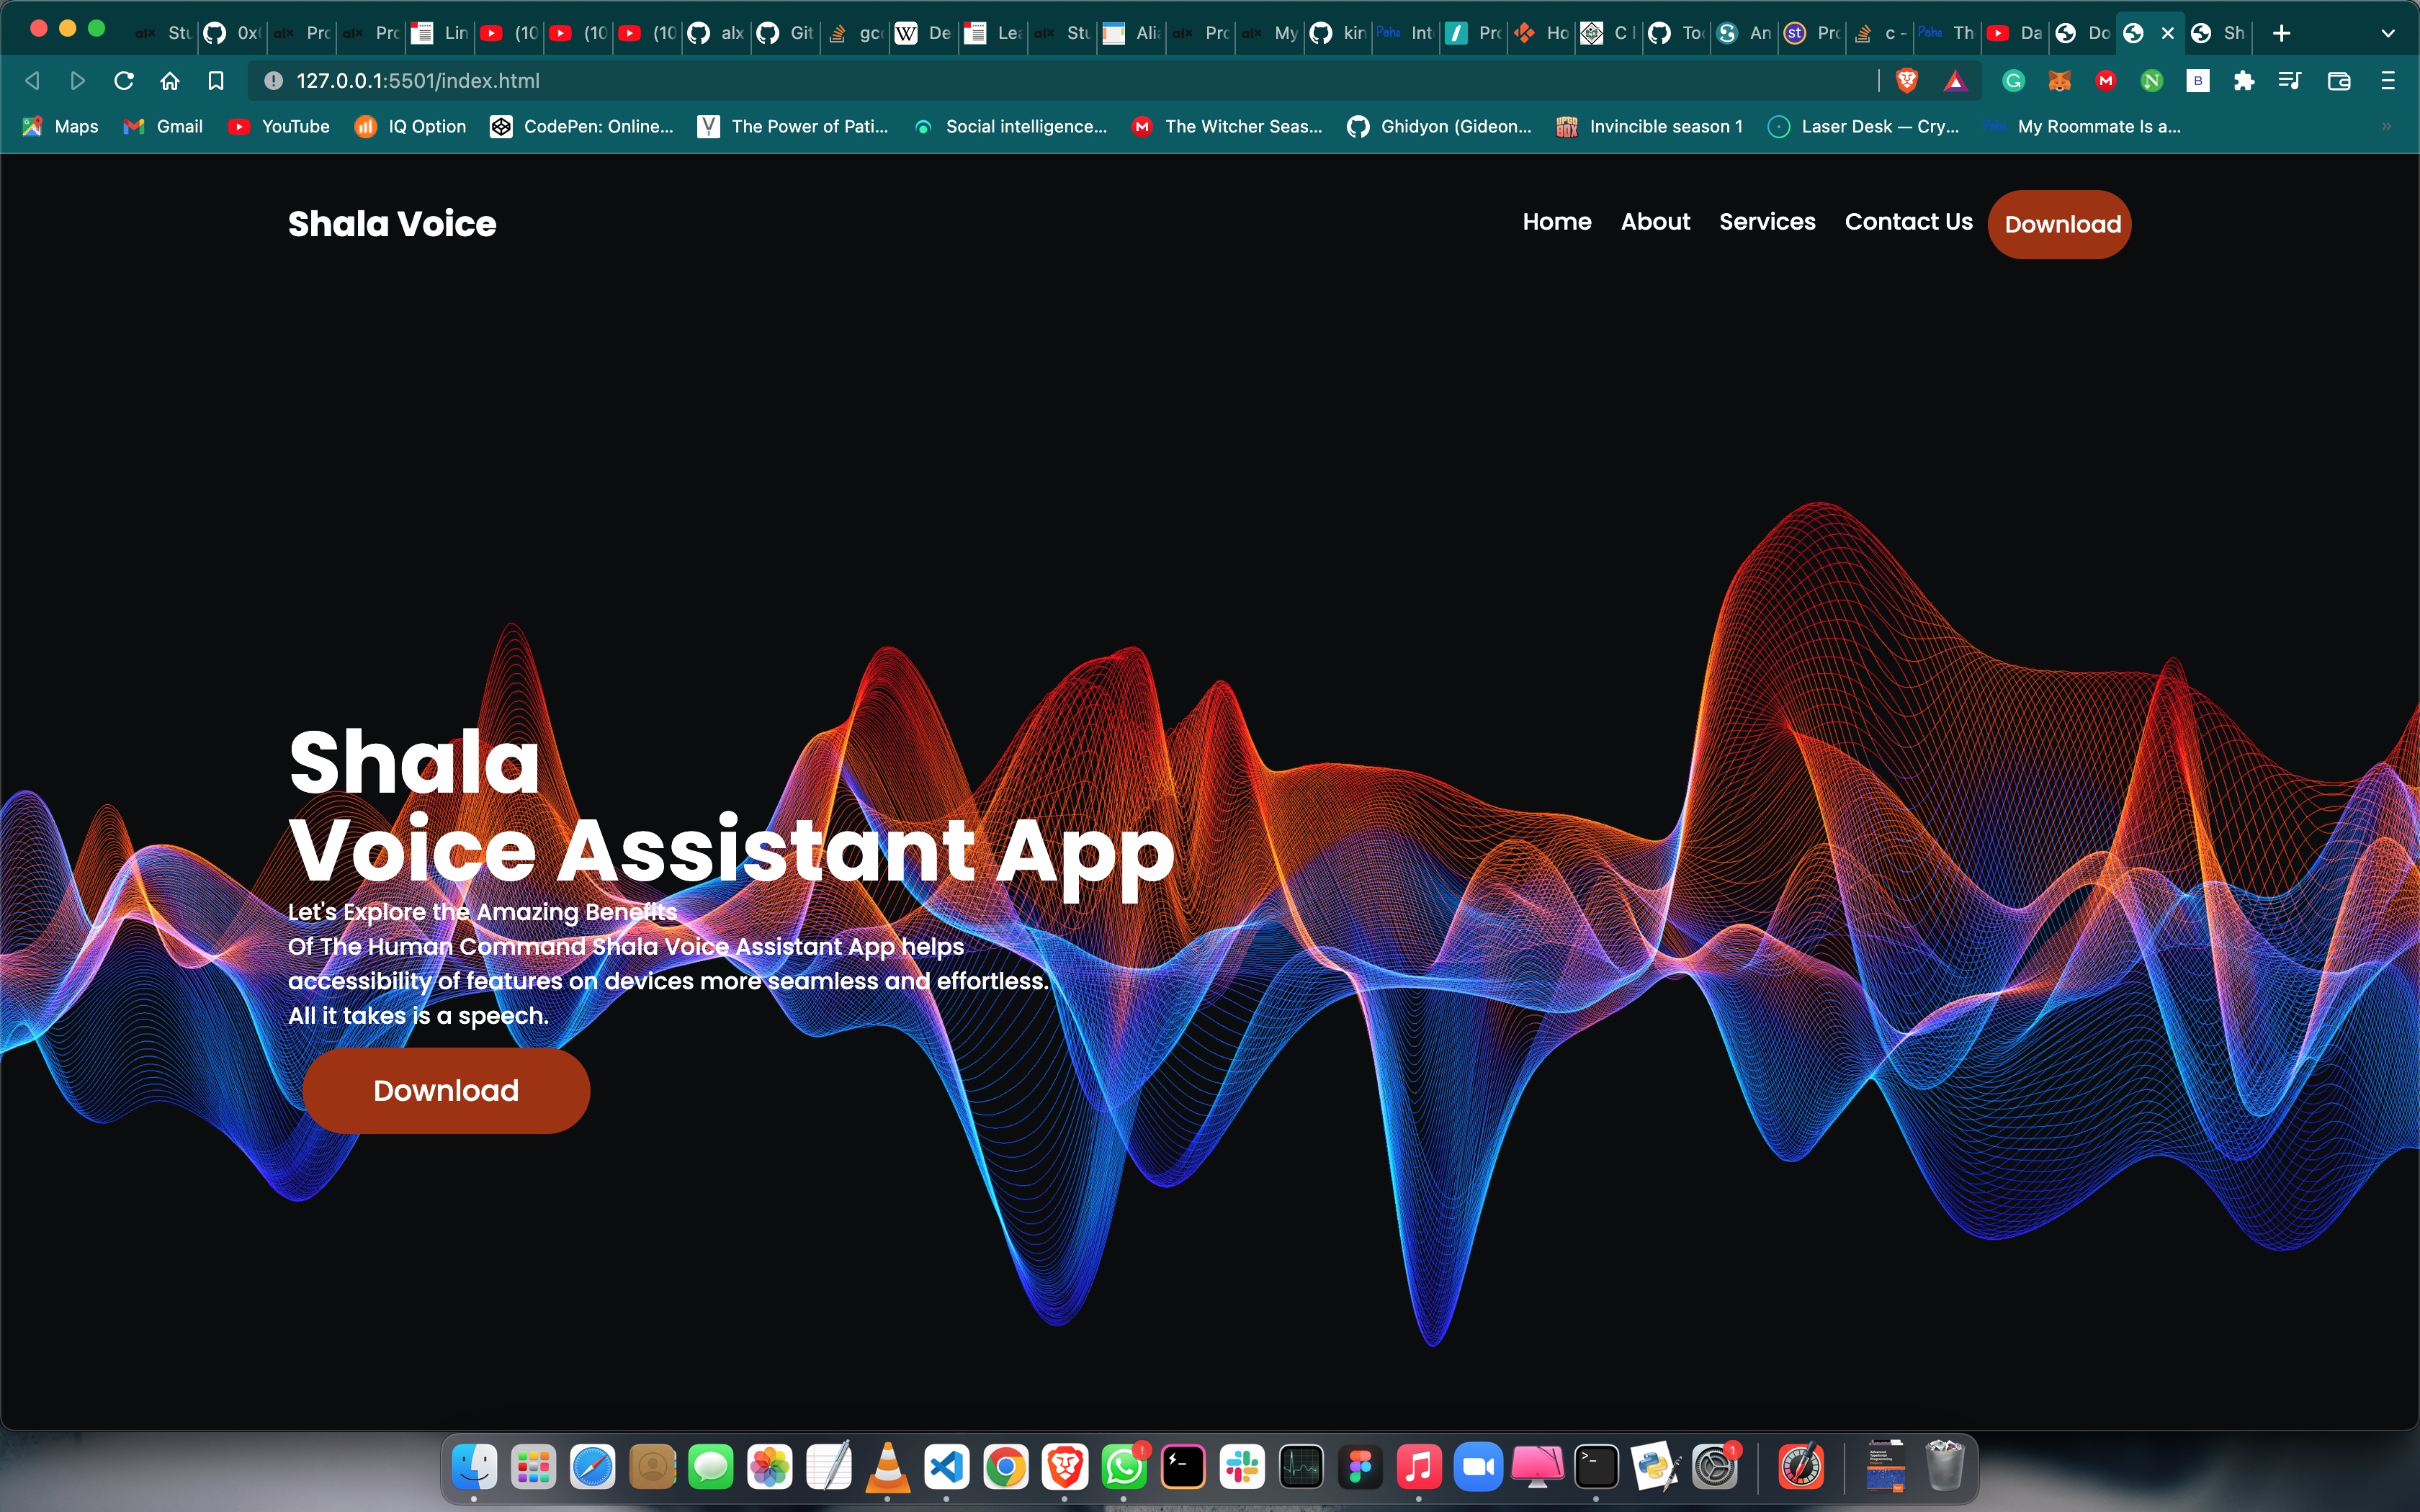 Stu
0x
Pro
Pro
Lin
(10
(10
(10
alx
Git
gcc
De
Lea
Stu
Ali
Pro
My
kin
Int
Pro
Ho
C
Too
An
Pro
c -
Th
Da
Do
Sh
127.0.0.1:5501/index.html
Maps
Gmail
YouTube
IQ Option
CodePen: Online...
The Power of Pati...
Social intelligence...
The Witcher Seas...
Ghidyon (Gideon...
Invincible season 1
Laser Desk — Cry...
My Roommate Is a...
Shala Voice
Home
About
Services
Contact Us
Download
Shala
Voice Assistant App
Let's Explore the Amazing Benefits
Of The Human Command Shala Voice Assistant App helps
accessibility of features on devices more seamless and effortless.
All it takes is a speech.
Download